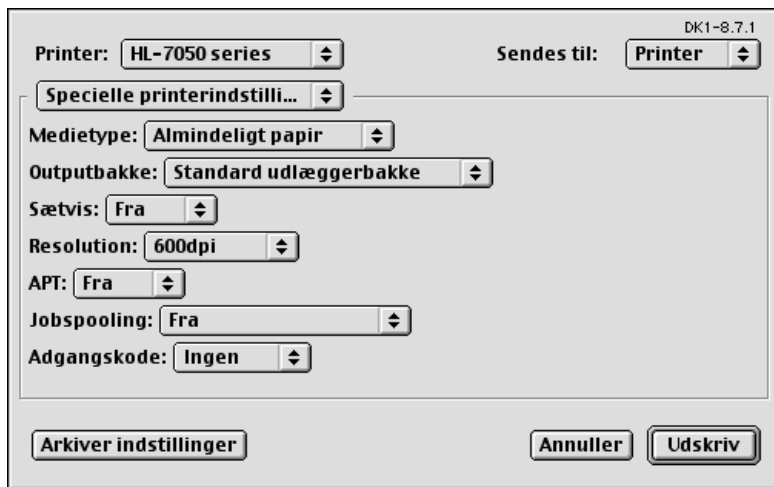 DK1-8.7.1
Printer: HL-7050 series Sendes til: Printer
Specielle printerindstilli...
Medietype: Almindeligt papir
Outputbakke: Standard udlæggerbakke
Sætvis: Fra
Resolution: 600dpi
APT: Fra
Jobspooling: Fra
Adgangskode: Ingen
Arkiver indstillinger Annuller Udskriv